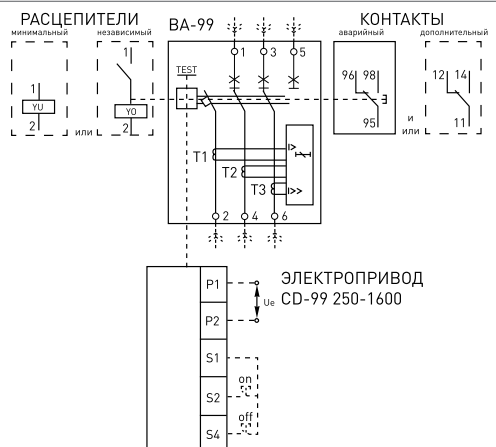 РАСЦЕПИТЕЛИ
минимальный независимый
ВА-99
КОНТАКТЫ
аварийный дополнительный
1 3 5
TEST
1
1
YU
YO
2
2
или
96 98
95
и
или
12 14
11
T1
T2
T3
I>
I>>
2 4 6
P1
P2
S1
S2
S4
Ue
ЭЛЕКТРОПРИВОД
CD-99 250-1600
on
off